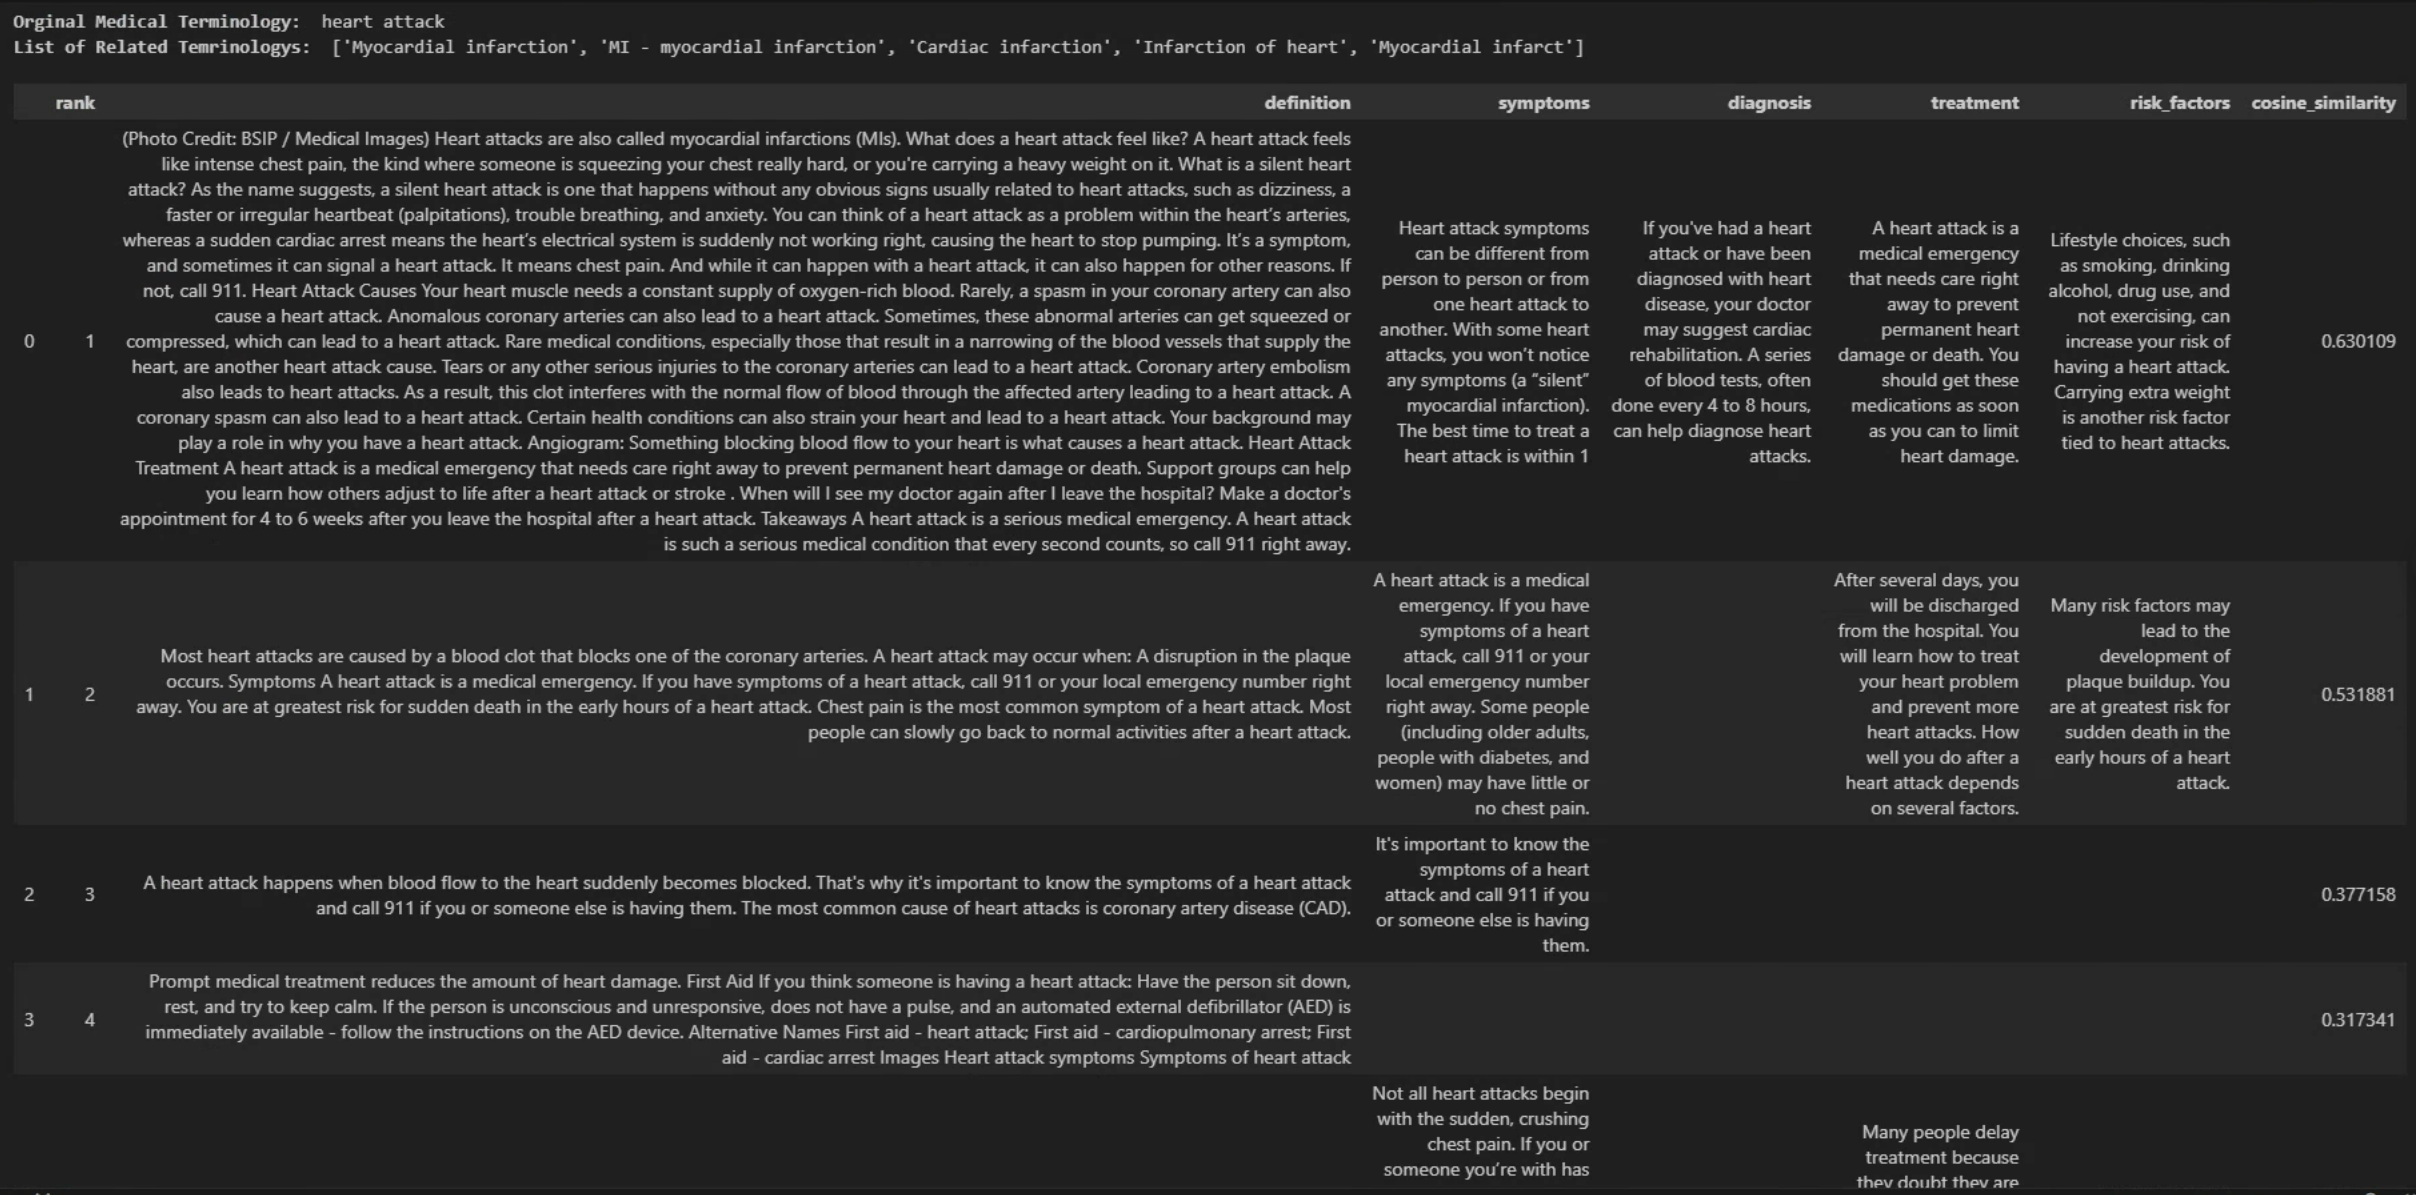 Orginal Medical Terminology:  heart attack
List of Related Temrinologys:  ['Myocardial infarction', 'MI - myocardial infarction', 'Cardiac infarction', 'Infarction of heart', 'Myocardial infarct']
rank definition symptoms diagnosis treatment risk_factors cosine_similarity
0 1
(Photo Credit: BSIP / Medical Images) Heart attacks are also called myocardial infarctions (MIs). What does a heart attack feel like? A heart attack feels
like intense chest pain, the kind where someone is squeezing your chest really hard, or you're carrying a heavy weight on it. What is a silent heart
attack? As the name suggests, a silent heart attack is one that happens without any obvious signs usually related to heart attacks, such as dizziness, a
faster or irregular heartbeat (palpitations), trouble breathing, and anxiety. You can think of a heart attack as a problem within the heart’s arteries,
whereas a sudden cardiac arrest means the heart’s electrical system is suddenly not working right, causing the heart to stop pumping. It’s a symptom,
and sometimes it can signal a heart attack. It means chest pain. And while it can happen with a heart attack, it can also happen for other reasons. If
not, call 911. Heart Attack Causes Your heart muscle needs a constant supply of oxygen-rich blood. Rarely, a spasm in your coronary artery can also
cause a heart attack. Anomalous coronary arteries can also lead to a heart attack. Sometimes, these abnormal arteries can get squeezed or
compressed, which can lead to a heart attack. Rare medical conditions, especially those that result in a narrowing of the blood vessels that supply the
heart, are another heart attack cause. Tears or any other serious injuries to the coronary arteries can lead to a heart attack. Coronary artery embolism
also leads to heart attacks. As a result, this clot interferes with the normal flow of blood through the affected artery leading to a heart attack. A
coronary spasm can also lead to a heart attack. Certain health conditions can also strain your heart and lead to a heart attack. Your background may
play a role in why you have a heart attack. Angiogram: Something blocking blood flow to your heart is what causes a heart attack. Heart Attack
Treatment A heart attack is a medical emergency that needs care right away to prevent permanent heart damage or death. Support groups can help
you learn how others adjust to life after a heart attack or stroke . When will I see my doctor again after I leave the hospital? Make a doctor's
appointment for 4 to 6 weeks after you leave the hospital after a heart attack. Takeaways A heart attack is a serious medical emergency. A heart attack
is such a serious medical condition that every second counts, so call 911 right away.
Heart attack symptoms
can be different from
person to person or from
one heart attack to
another. With some heart
attacks, you won’t notice
any symptoms (a “silent”
myocardial infarction).
The best time to treat a
heart attack is within 1
If you've had a heart
attack or have been
diagnosed with heart
disease, your doctor
may suggest cardiac
rehabilitation. A series
of blood tests, often
done every 4 to 8 hours,
can help diagnose heart
attacks.
A heart attack is a
medical emergency
that needs care right
away to prevent
permanent heart
damage or death. You
should get these
medications as soon
as you can to limit
heart damage.
Lifestyle choices, such
as smoking, drinking
alcohol, drug use, and
not exercising, can
increase your risk of
having a heart attack.
Carrying extra weight
is another risk factor
tied to heart attacks.
0.630109
1 2
Most heart attacks are caused by a blood clot that blocks one of the coronary arteries. A heart attack may occur when: A disruption in the plaque
occurs. Symptoms A heart attack is a medical emergency. If you have symptoms of a heart attack, call 911 or your local emergency number right
away. You are at greatest risk for sudden death in the early hours of a heart attack. Chest pain is the most common symptom of a heart attack. Most
people can slowly go back to normal activities after a heart attack.
A heart attack is a medical
emergency. If you have
symptoms of a heart
attack, call 911 or your
local emergency number
right away. Some people
(including older adults,
people with diabetes, and
women) may have little or
no chest pain.
After several days, you
will be discharged
from the hospital. You
will learn how to treat
your heart problem
and prevent more
heart attacks. How
well you do after a
heart attack depends
on several factors.
Many risk factors may
lead to the
development of
plaque buildup. You
are at greatest risk for
sudden death in the
early hours of a heart
attack.
0.531881
2 3
A heart attack happens when blood flow to the heart suddenly becomes blocked. That's why it's important to know the symptoms of a heart attack
and call 911 if you or someone else is having them. The most common cause of heart attacks is coronary artery disease (CAD).
It's important to know the
symptoms of a heart
attack and call 911 if you
or someone else is having
them.
0.377158
3 4
Prompt medical treatment reduces the amount of heart damage. First Aid If you think someone is having a heart attack: Have the person sit down,
rest, and try to keep calm. If the person is unconscious and unresponsive, does not have a pulse, and an automated external defibrillator (AED) is
immediately available - follow the instructions on the AED device. Alternative Names First aid - heart attack; First aid - cardiopulmonary arrest; First
aid - cardiac arrest Images Heart attack symptoms Symptoms of heart attack
0.317341
Not all heart attacks begin
with the sudden, crushing
chest pain. If you or
someone you’re with has
Many people delay
treatment because
they doubt they are